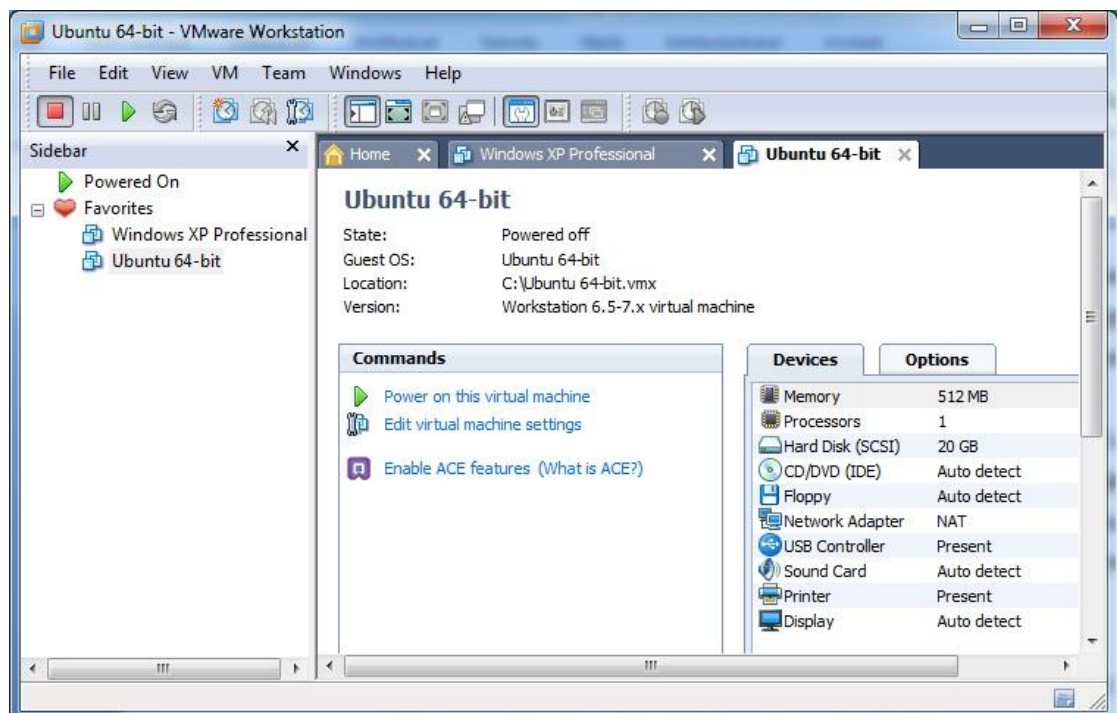 Ubuntu 64-bit - VMware Workstation
File Edit View VM Team Windows Help
Sidebar
Powered On
Favorites
Windows XP Professional
Ubuntu 64-bit
Home Windows XP Professional Ubuntu 64-bit
Ubuntu 64-bit
State: Powered off
Guest OS: Ubuntu 64-bit
Location: C:\Ubuntu 64-bit.vmx
Version: Workstation 6.5-7.x virtual machine
Commands
Power on this virtual machine
Edit virtual machine settings
Enable ACE features (What is ACE?)
Devices Options
Memory 512 MB
Processors 1
Hard Disk (SCSI) 20 GB
CD/DVD (IDE) Auto detect
Floppy Auto detect
Network Adapter NAT
USB Controller Present
Sound Card Auto detect
Printer Present
Display Auto detect